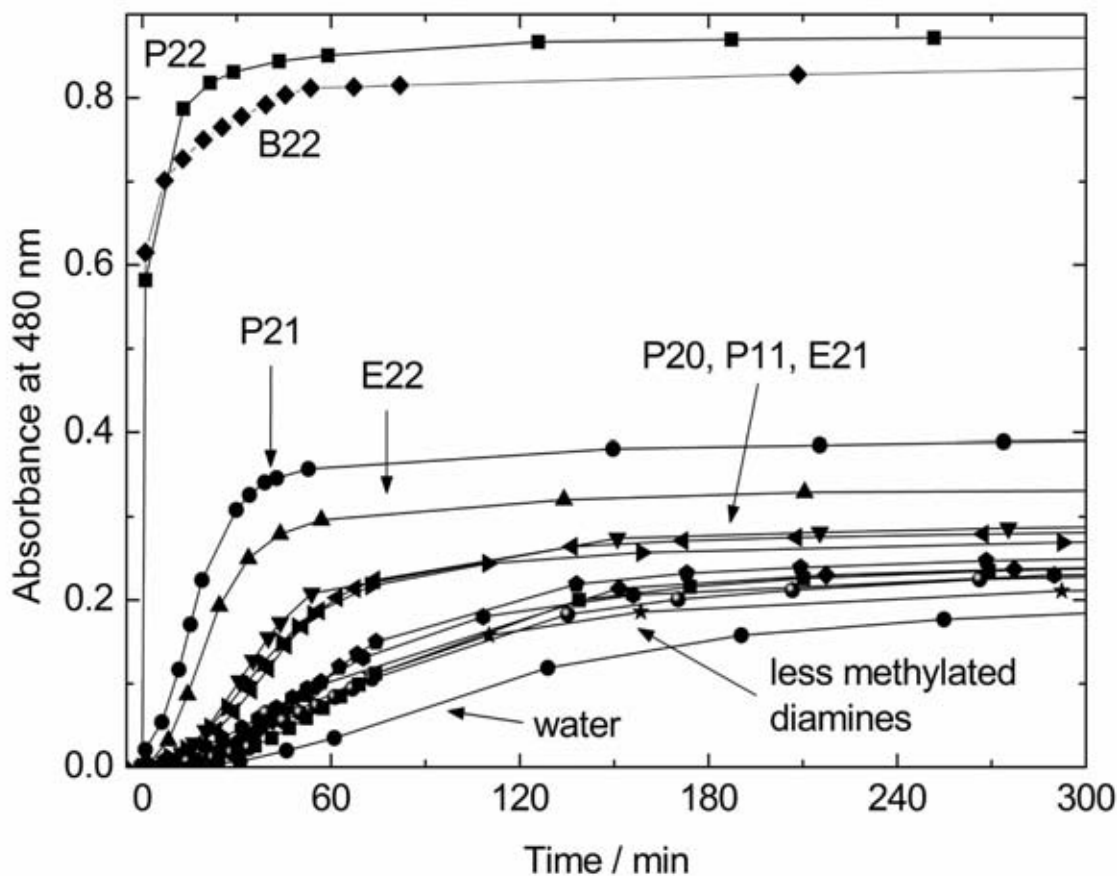 P22
B22
P21
E22
P20, P11, E21
less methylated
diamines
water
Absorbance at 480 nm
0.8
0.6
0.4
0.2
0.0
0 60 120 180 240 300
Time / min